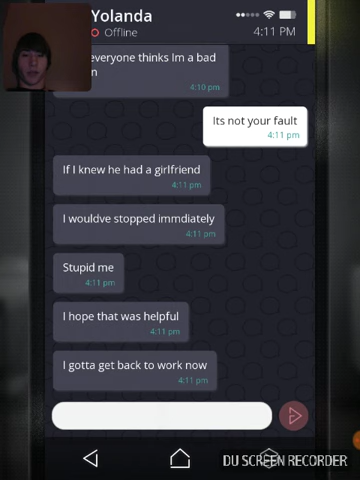 Yolanda
Offline
4:11 PM
everyone thinks Im a bad
4:10 pm
Its not your fault
4:11 pm
If I knew he had a girlfriend
4:11 pm
I wouldve stopped immdiately
4:11 pm
Stupid me
4:11 pm
I hope that was helpful
4:11 pm
I gotta get back to work now
4:11 pm
DU SCREEN RECORDER